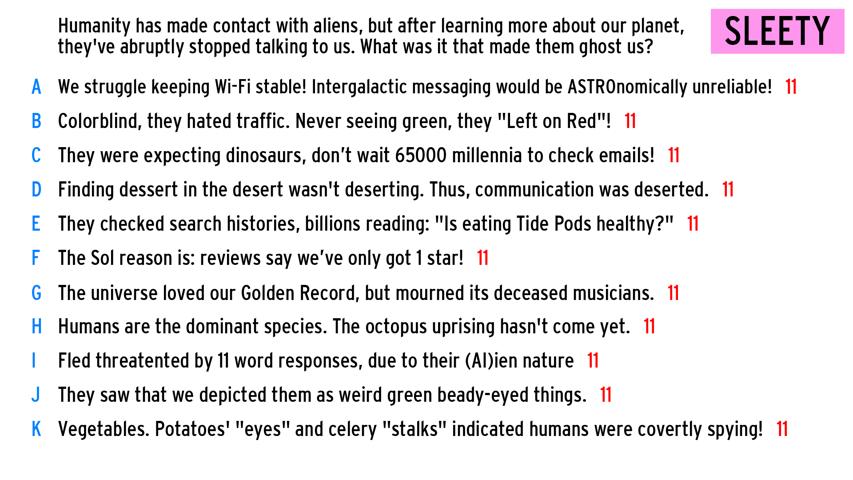 Humanity has made contact with aliens, but after learning more about our planet,
they've abruptly stopped talking to us. What was it that made them ghost us?
SLEETY
A We struggle keeping Wi-Fi stable! Intergalactic messaging would be ASTROnomically unreliable! 11
B Colorblind, they hated traffic. Never seeing green, they "Left on Red"! 11
C They were expecting dinosaurs, don't wait 65000 millennia to check emails! 11
D Finding dessert in the desert wasn't deserting. Thus, communication was deserted. 11
E They checked search histories, billions reading: "Is eating Tide Pods healthy?" 11
F The Sol reason is: reviews say we've only got 1 star! 11
G The universe loved our Golden Record, but mourned its deceased musicians. 11
H Humans are the dominant species. The octopus uprising hasn't come yet. 11
I Fled threatented by 11 word responses, due to their (AI)ien nature 11
J They saw that we depicted them as weird green beady-eyed things. 11
K Vegetables. Potatoes' "eyes" and celery "stalks" indicated humans were covertly spying! 11